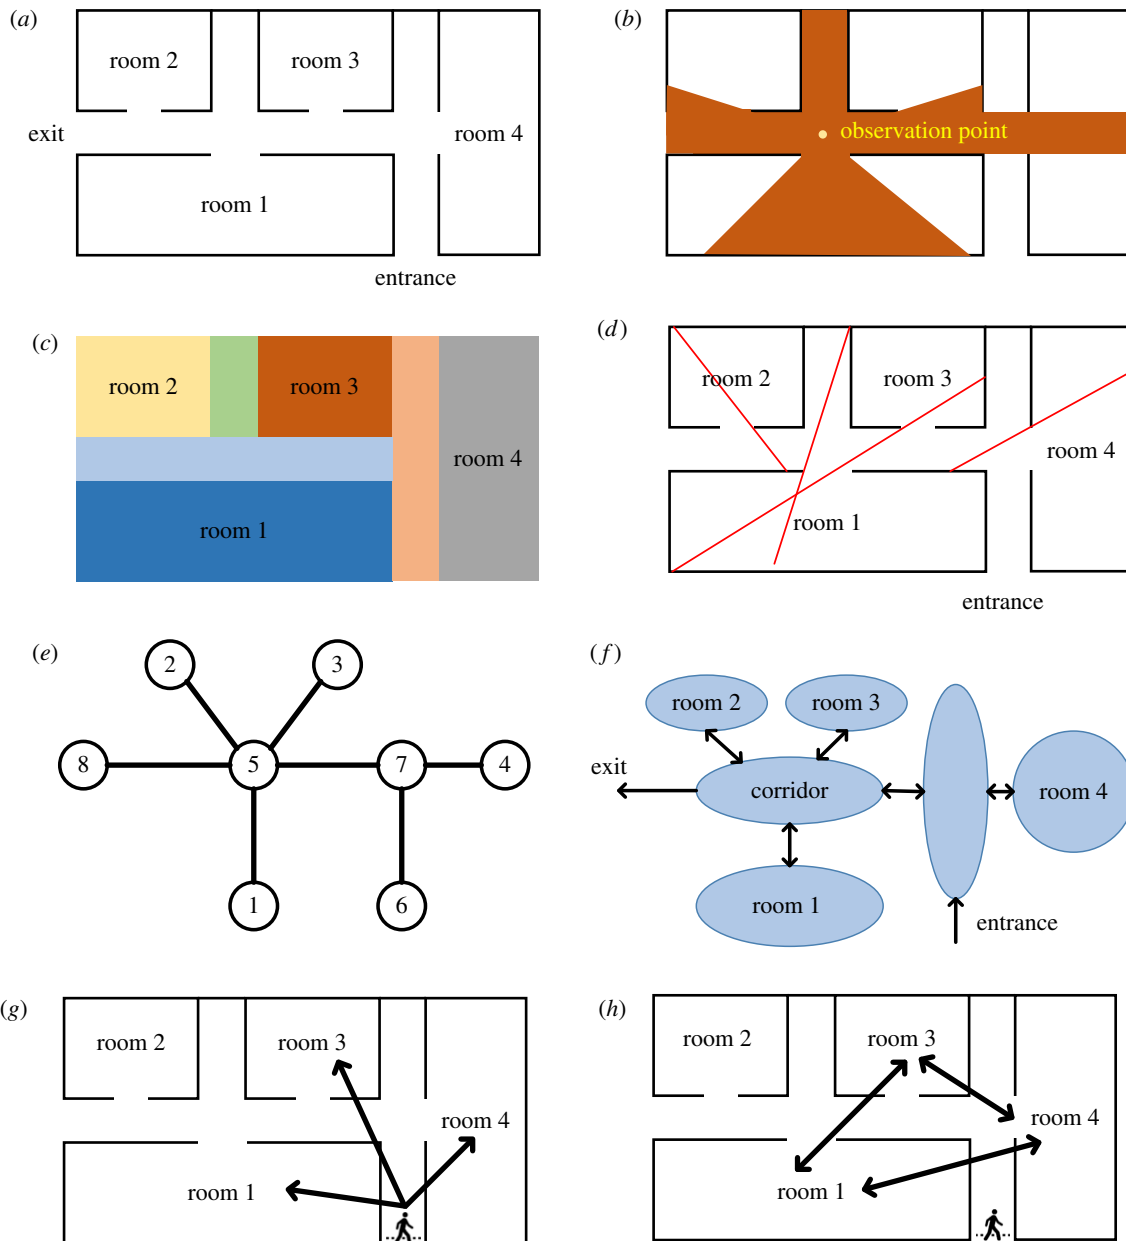 (a)
room 2
room 3
exit
room 4
room 1
entrance
(b)
observation point
(c)
room 2
room 3
room 4
room 1
(d)
room 2
room 3
room 4
room 1
entrance
(e)
2
3
8
5
7
4
1
6
(f)
room 2
room 3
exit
corridor
room 4
room 1
entrance
(g)
room 2
room 3
room 4
room 1
(h)
room 2
room 3
room 4
room 1